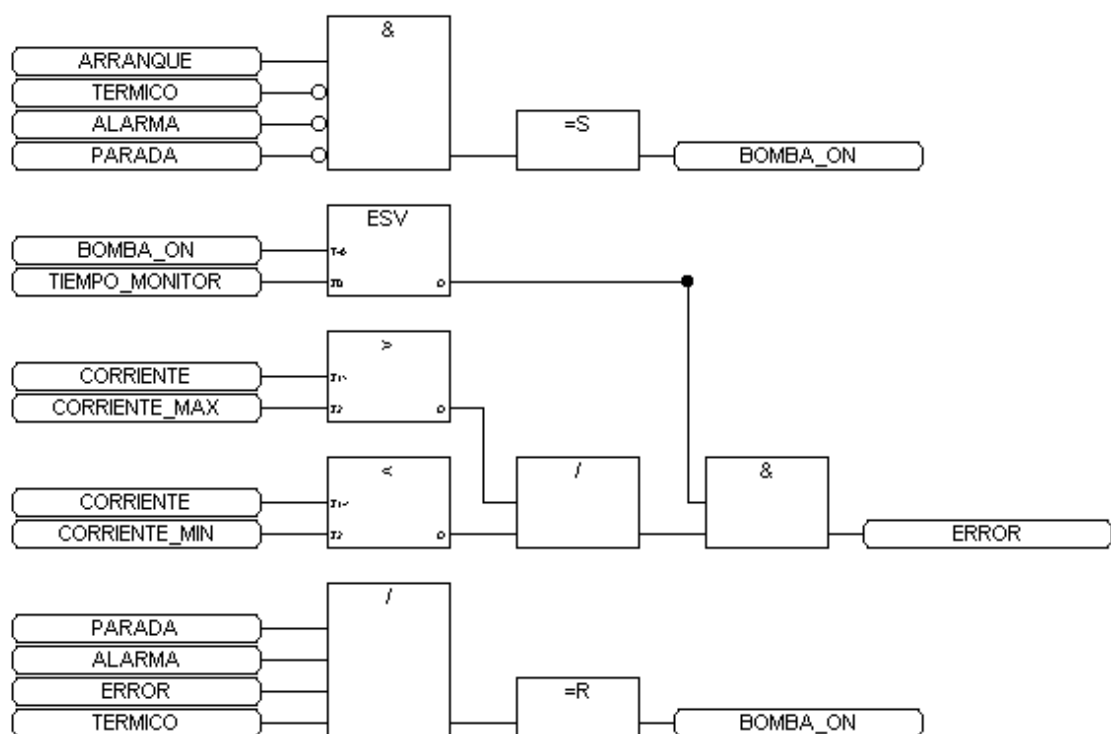 &
ARRANQUE
TERMICO
ALARMA
PARADA
=S
BOMBA_ON
ESV
BOMBA_ON
TIEMPO_MONITOR
>
CORRIENTE
CORRIENTE_MAX
<
/
&
CORRIENTE
CORRIENTE_MIN
ERROR
/
PARADA
ALARMA
ERROR
TERMICO
=R
BOMBA_ON